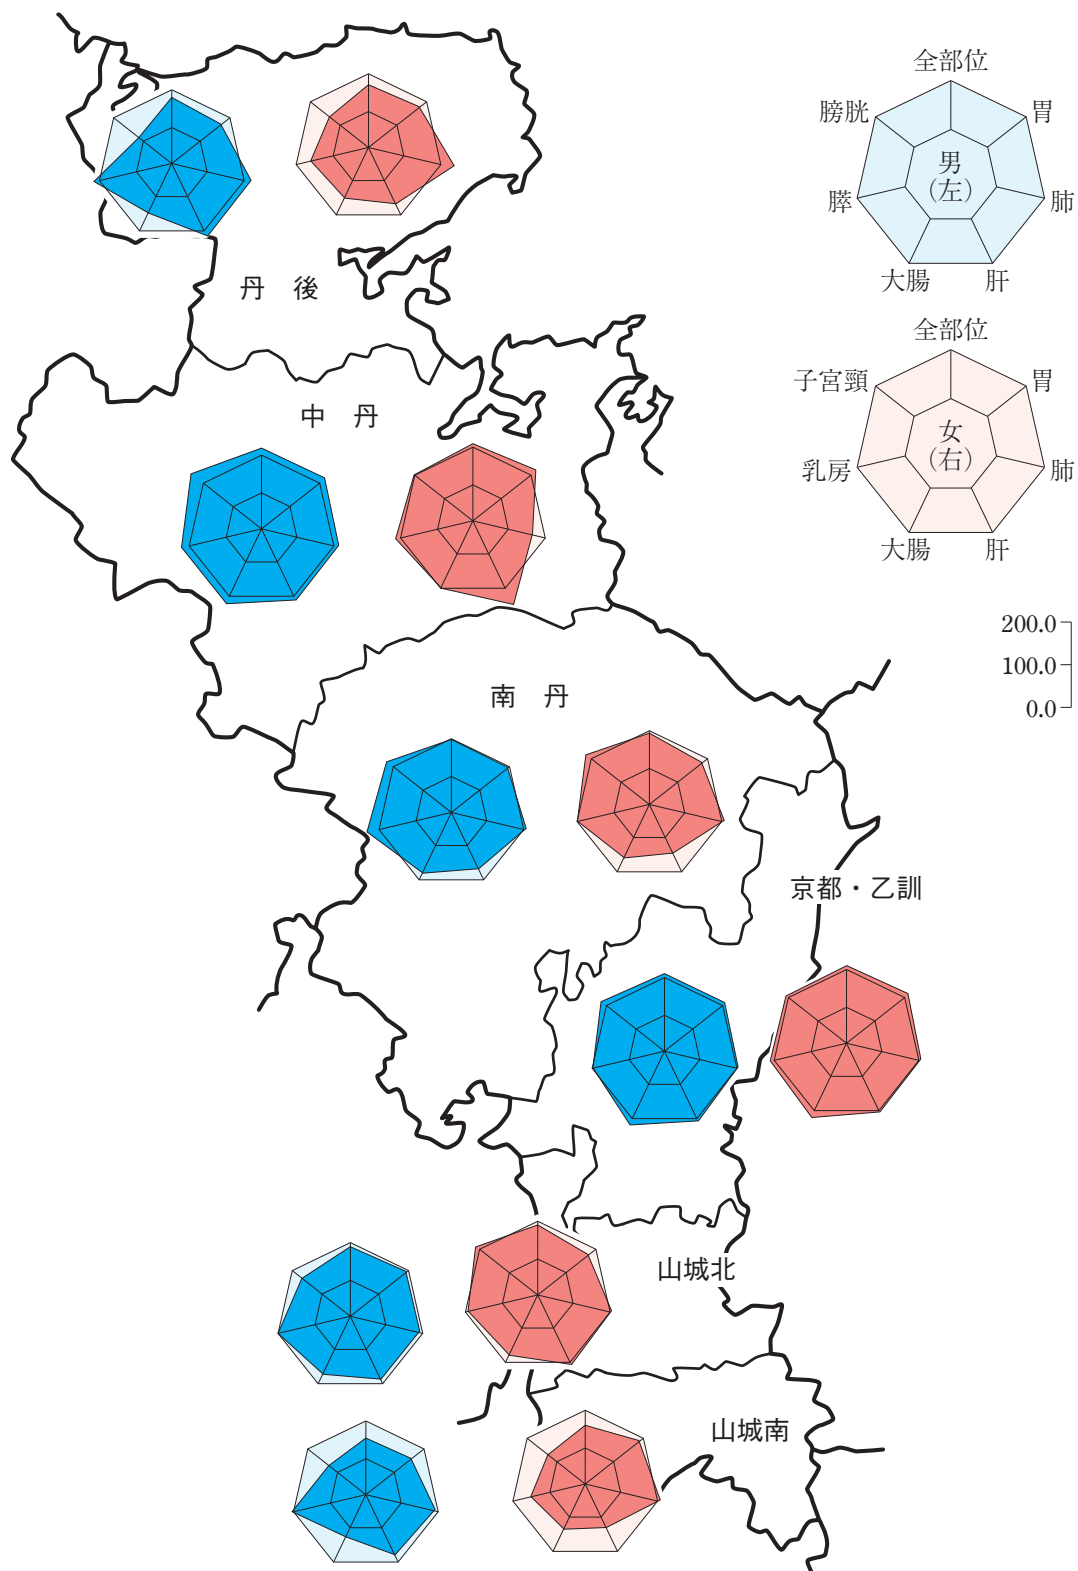 全部位
膀胱
胃
男
（左）
膵
肺
大腸
肝
丹　後
全部位
子宮頸
胃
中　丹
女
（右）
乳房
肺
大腸
肝
200.0
100.0
0.0
南　丹
京都・乙訓
山城北
山城南